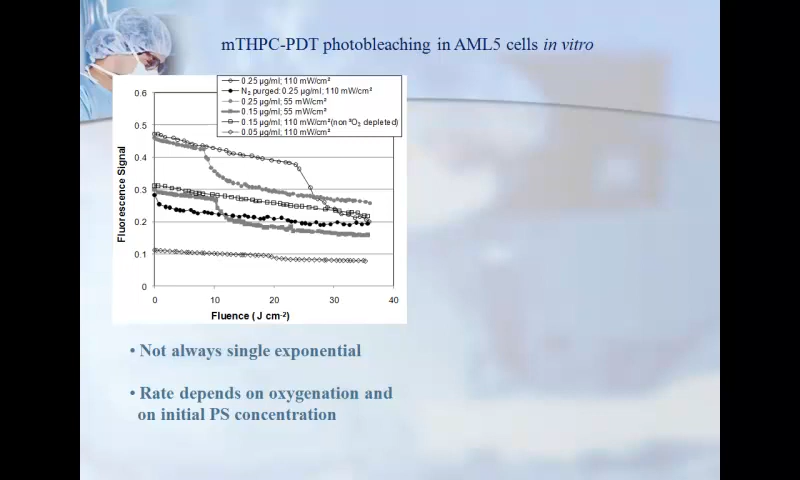 mTHPC-PDT photobleaching in AML5 cells in vitro
0.25 µg/ml; 110 mW/cm²
N₂ purged: 0.25 µg/ml; 110 mW/cm²
0.25 µg/ml; 55 mW/cm²
0.15 µg/ml; 55 mW/cm²
0.15 µg/ml; 110 mW/cm²(non ³O₂ depleted)
0.05 µg/ml; 110 mW/cm²
0.6
0.5
0.4
0.3
0.2
0.1
0
Fluorescence Signal
0 10 20 30 40
Fluence ( J cm⁻²)
• Not always single exponential
• Rate depends on oxygenation and
on initial PS concentration